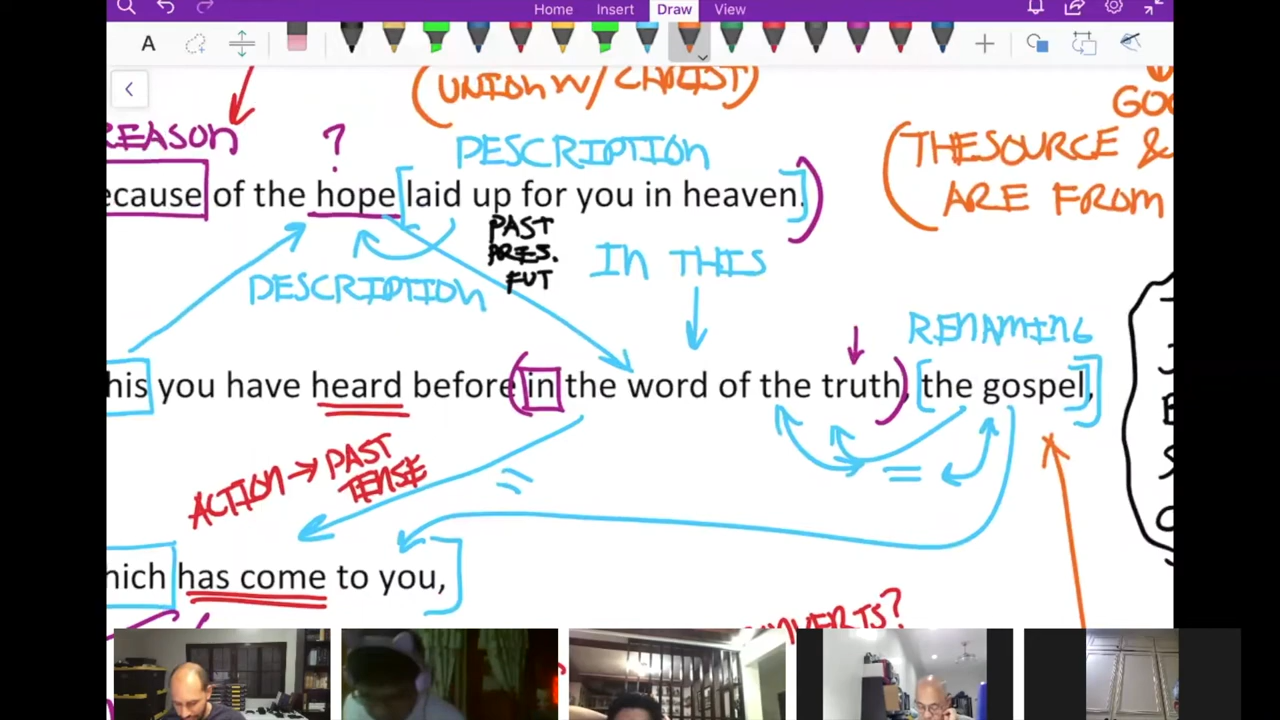 Home Insert Draw View
A
(UNION W/ CHRIST)
GOO
REASON ? DESCRIPTION
(THE SOURCE &
ARE FROM
ecause of the hope [laid up for you in heaven.])
PAST
PRES.
FUT
In THIS
DESCRIPTION
RENAMING
his you have heard before (in the word of the truth), [the gospel],
ACTION → PAST
TENSE
=
=
hich has come to you,]
NVERTS?